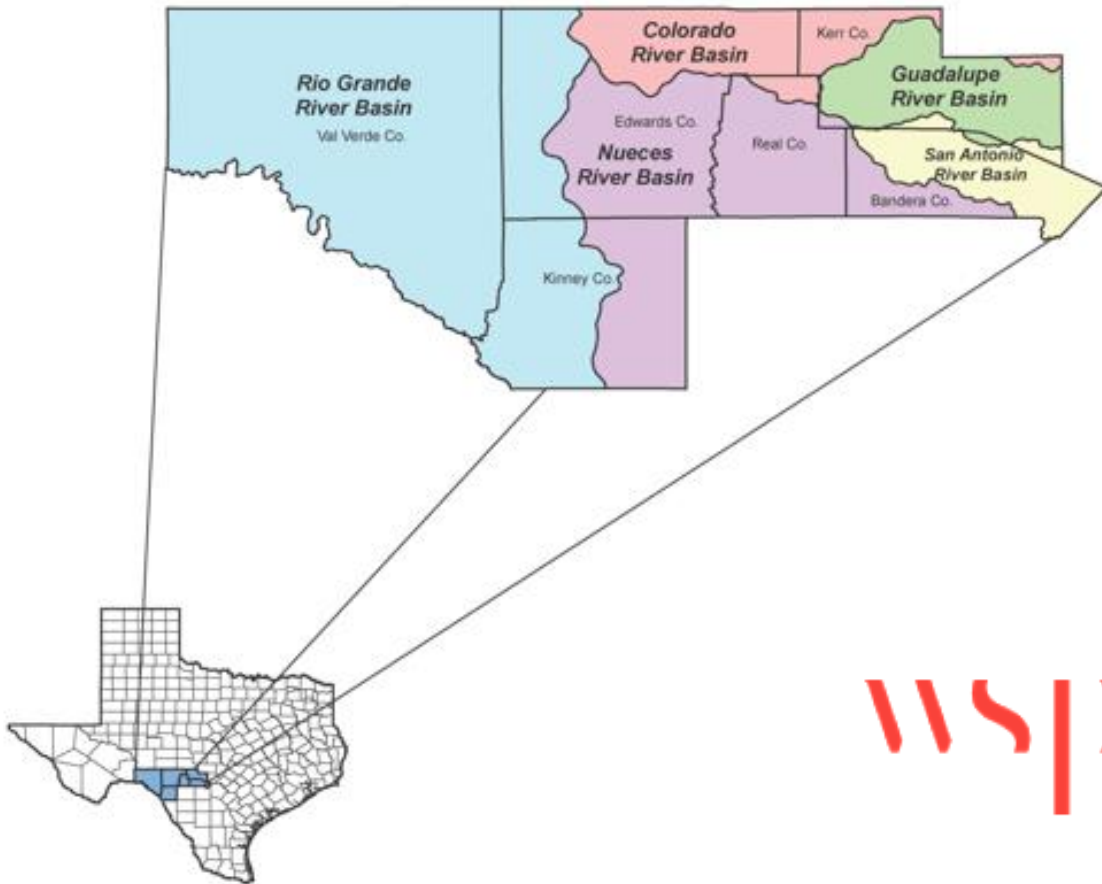 Colorado
River Basin
Kerr Co.
Rio Grande
River Basin
Val Verde Co.
Guadalupe
River Basin
Edwards Co.
Nueces
River Basin
Real Co.
San Antonio
River Basin
Bandera Co.
Kinney Co.
wsp